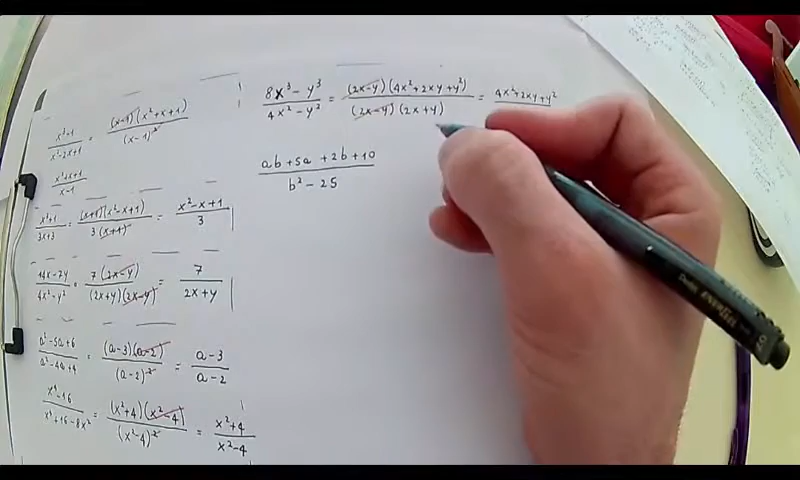 x³-1 / x²-2x+1 = (x-1)(x²+x+1) / (x-1)²
x²+x+1 / x-1
x³+1 / 3x+3 = (x+1)(x²-x+1) / 3(x+1) = x²-x+1 / 3
14x-7y / 4x²-y² = 7(2x-y) / (2x+y)(2x-y) = 7 / 2x+y
a²-5a+6 / a²-4a+4 = (a-3)(a-2) / (a-2)² = a-3 / a-2
x⁴-16 / x⁴+16-8x² = (x²+4)(x²-4) / (x²-4)² = x²+4 / x²-4
8x³-y³ / 4x²-y² = (2x-y)(4x²+2xy+y²) / (2x-y)(2x+y) = 4x²+2xy+y²
ab+5a+2b+10 / b²-25